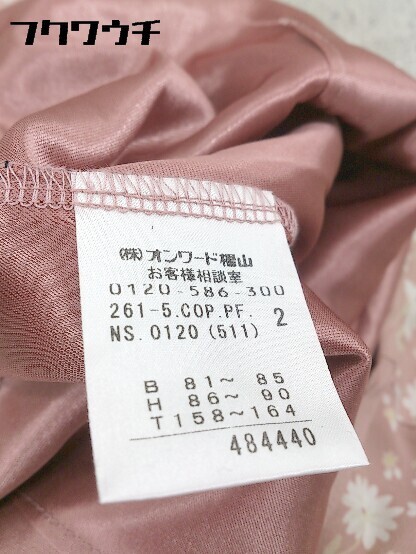 フクワウチ
(株)オンワード樫山
お客様相談室
0120-586-300
261-5.COP.PF. 2
NS.0120(511)
B 81～ 85
H 86～ 90
T158～164
484440